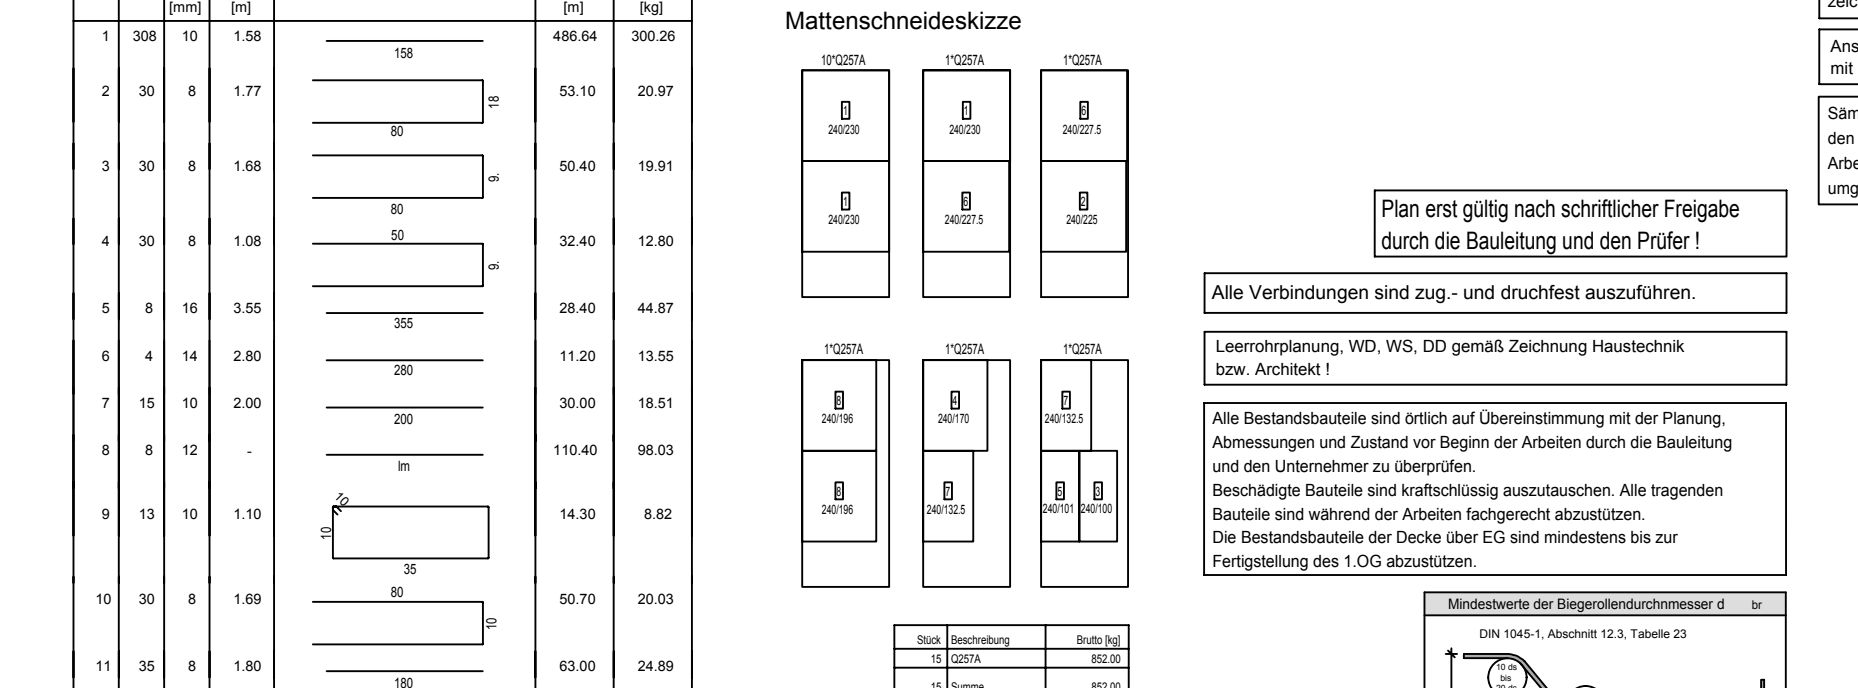 [mm] [m] [m] [kg]
1 308 10 1.58 158 486.64 300.26
2 30 8 1.77 80 18 53.10 20.97
3 30 8 1.68 80 9. 50.40 19.91
4 30 8 1.08 50 9. 32.40 12.80
5 8 16 3.55 355 28.40 44.87
6 4 14 2.80 280 11.20 13.55
7 15 10 2.00 200 30.00 18.51
8 8 12 - lm 110.40 98.03
9 13 10 1.10 10 10 35 14.30 8.82
10 30 8 1.69 80 10 50.70 20.03
11 35 8 1.80 180 63.00 24.89
Mattenschneideskizze
10*Q257A 1*Q257A 1*Q257A
1 1 6
240/230 240/230 240/227.5
1 6 2
240/230 240/227.5 240/225
1*Q257A 1*Q257A 1*Q257A
8 4 7
240/196 240/170 240/132.5
8 7 5 3
240/196 240/132.5 240/101 240/100
Stück Beschreibung Brutto [kg]
15 Q257A 852.00
15 Summe 852.00
Plan erst gültig nach schriftlicher Freigabe
durch die Bauleitung und den Prüfer !
Alle Verbindungen sind zug.- und druchfest auszuführen.
Leerrohrplanung, WD, WS, DD gemäß Zeichnung Haustechnik
bzw. Architekt !
Alle Bestandsbauteile sind örtlich auf Übereinstimmung mit der Planung,
Abmessungen und Zustand vor Beginn der Arbeiten durch die Bauleitung
und den Unternehmer zu überprüfen.
Beschädigte Bauteile sind kraftschlüssig auszutauschen. Alle tragenden
Bauteile sind während der Arbeiten fachgerecht abzustützen.
Die Bestandsbauteile der Decke über EG sind mindestens bis zur
Fertigstellung des 1.OG abzustützen.
Mindestwerte der Biegerollendurchnmesser d br
DIN 1045-1, Abschnitt 12.3, Tabelle 23
10 ds
bis
20 ds
zeic
Ans
mit
Säm
den
Arbe
umg